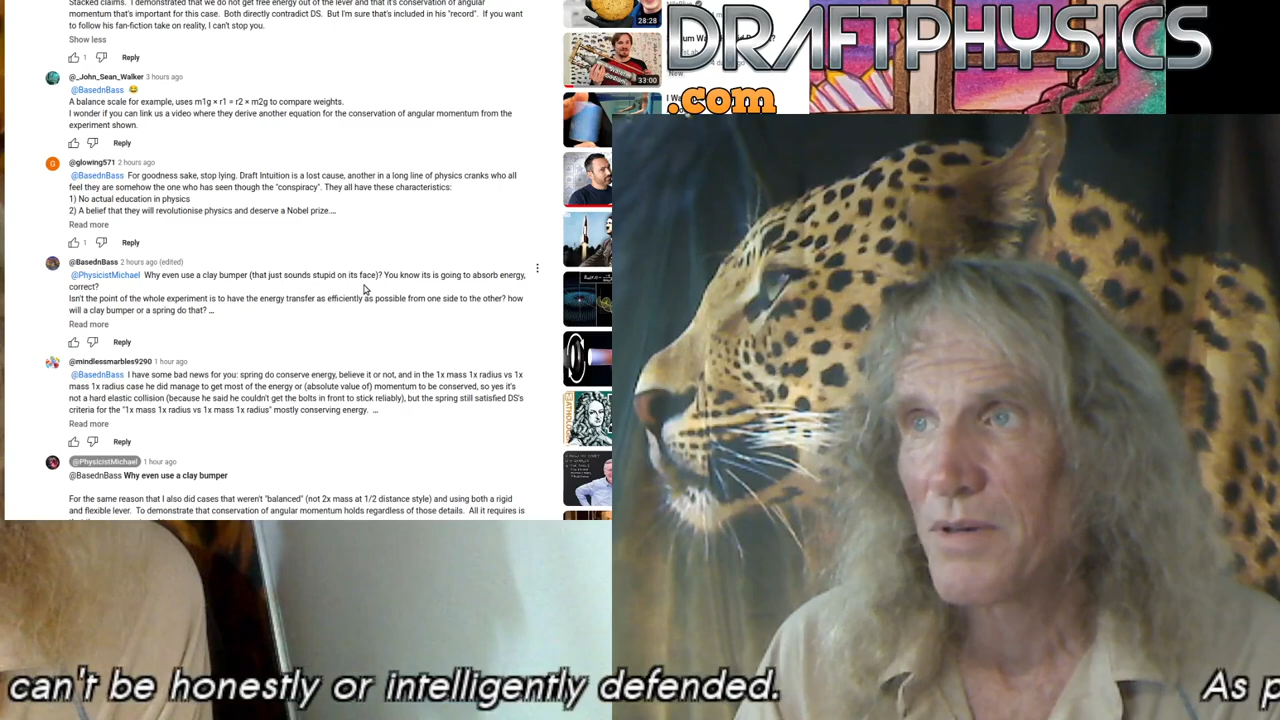 Stacked claims. I demonstrated that we do not get free energy out of the lever and that it's conservation of angular
momentum that's important for this case. Both directly contradict DS. But I'm sure that's included in his "record". If you want
to follow his fan-fiction take on reality, I can't stop you.
Show less
1 Reply
@_John_Sean_Walker 3 hours ago
@BasednBass 😂
A balance scale for example, uses m1g × r1 = r2 × m2g to compare weights.
I wonder if you can link us a video where they derive another equation for the conservation of angular momentum from the
experiment shown.
Reply
G
@glowing571 2 hours ago
@BasednBass For goodness sake, stop lying. Draft Intuition is a lost cause, another in a long line of physics cranks who all
feel they are somehow the one who has seen though the "conspiracy". They all have these characteristics:
1) No actual education in physics
2) A belief that they will revolutionise physics and deserve a Nobel prize....
Read more
1 Reply
@BasednBass 2 hours ago (edited)
@PhysicistMichael Why even use a clay bumper (that just sounds stupid on its face)? You know its is going to absorb energy,
correct?
Isn't the point of the whole experiment is to have the energy transfer as efficiently as possible from one side to the other? how
will a clay bumper or a spring do that? ...
Read more
Reply
@mindlessmarbles9290 1 hour ago
@BasednBass I have some bad news for you: spring do conserve energy, believe it or not, and in the 1x mass 1x radius vs 1x
mass 1x radius case he did manage to get most of the energy or (absolute value of) momentum to be conserved, so yes it's
not a hard elastic collision (because he said he couldn't get the bolts in front to stick reliably), but the spring still satisfied DS's
criteria for the "1x mass 1x radius vs 1x mass 1x radius" mostly conserving energy. ...
Read more
Reply
@PhysicistMichael 1 hour ago
@BasednBass Why even use a clay bumper
For the same reason that I also did cases that weren't "balanced" (not 2x mass at 1/2 distance style) and using both a rigid
and flexible lever. To demonstrate that conservation of angular momentum holds regardless of those details. All it requires is
28:28
33:00
New
DRAFTPHYSICS
.com
can't be honestly or intelligently defended.
As p